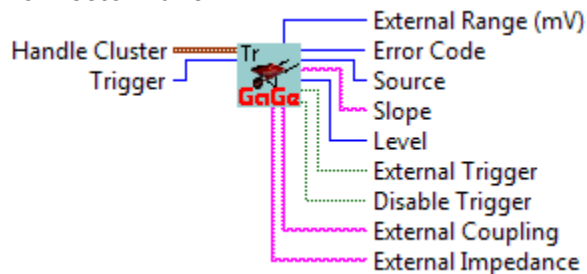 External Range (mV)
Handle Cluster
Error Code
Trigger
Source
Slope
Level
External Trigger
Disable Trigger
External Coupling
External Impedance
Tr
GaGe